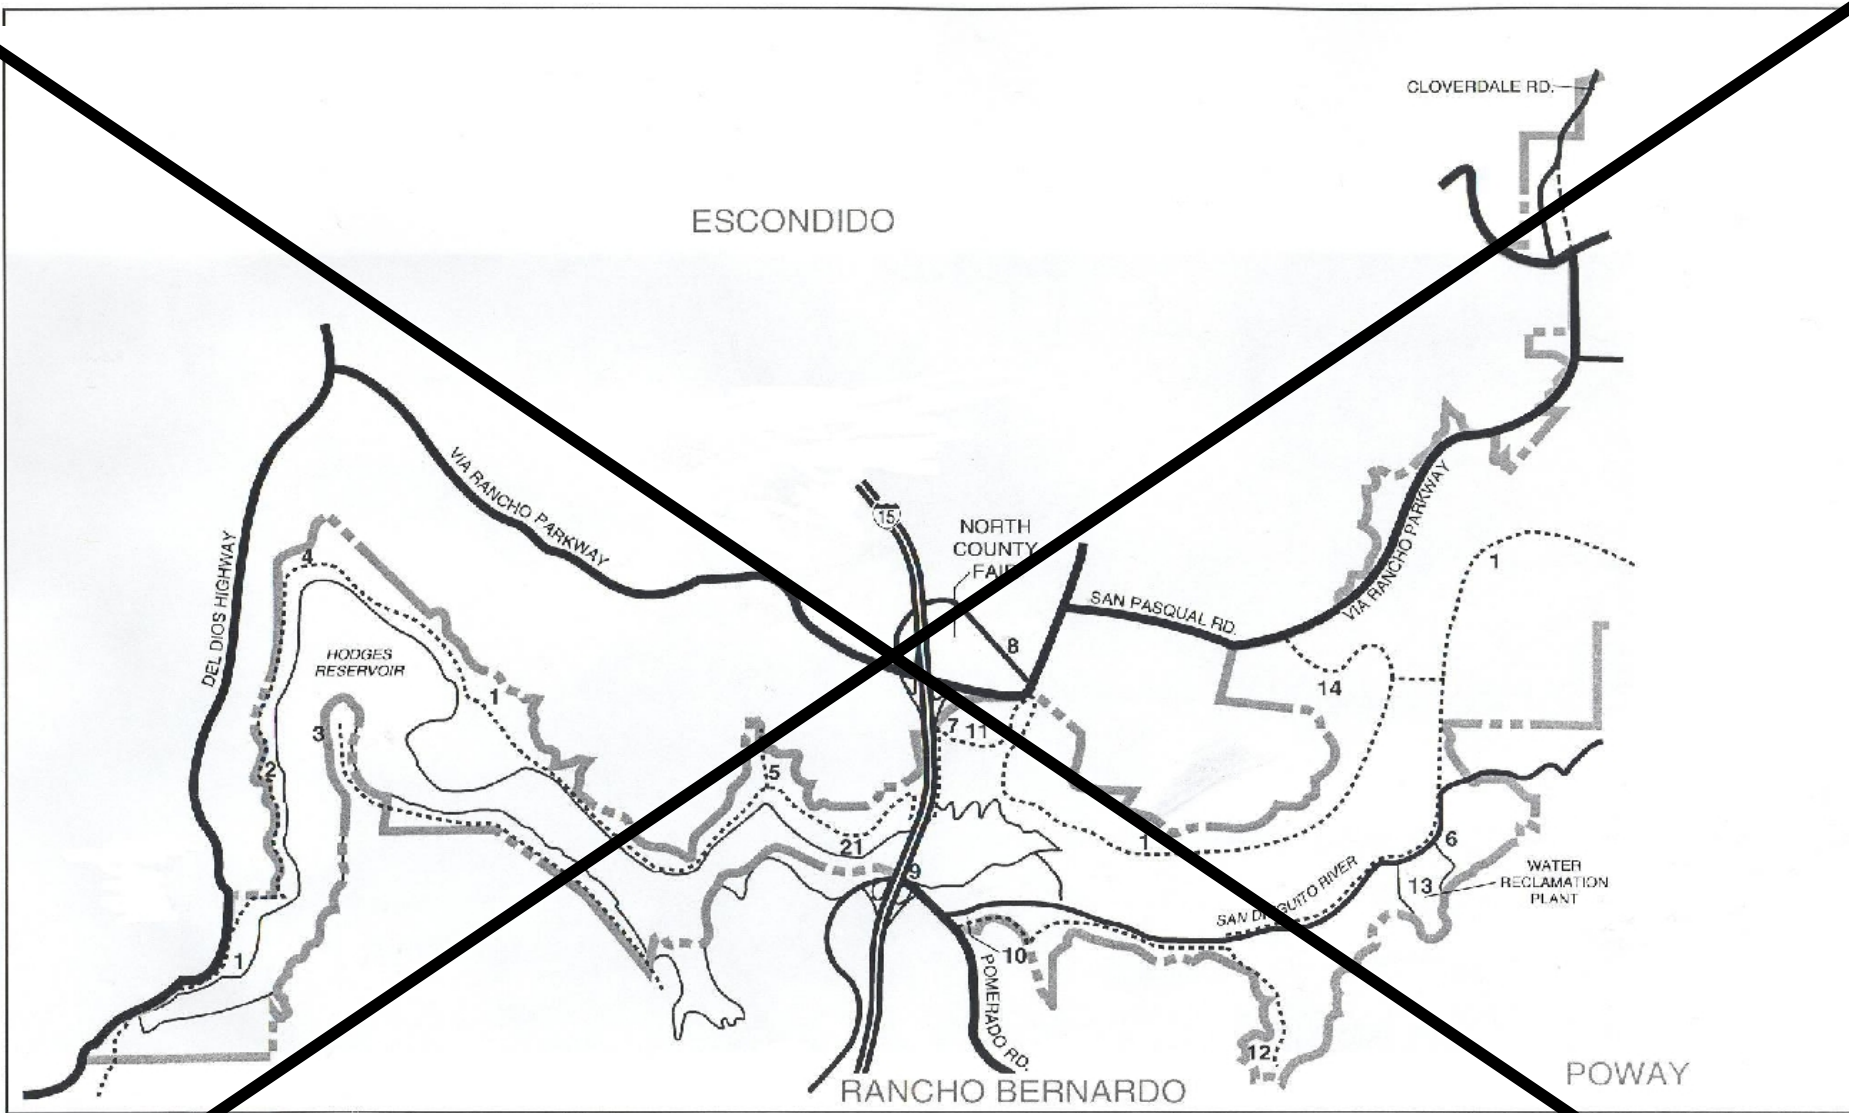 CLOVERDALE RD.
ESCONDIDO
VIA RANCHO PARKWAY
15
NORTH
COUNTY
FAIR
DEL DIOS HIGHWAY
4
1
SAN PASQUAL RD.
VIA RANCHO PARKWAY
8
HODGES
RESERVOIR
1
14
3
7
11
2
5
21
1
6
9
WATER
RECLAMATION
PLANT
13
SAN DIEGUITO RIVER
1
10
POMERADO RD.
12
RANCHO BERNARDO
POWAY